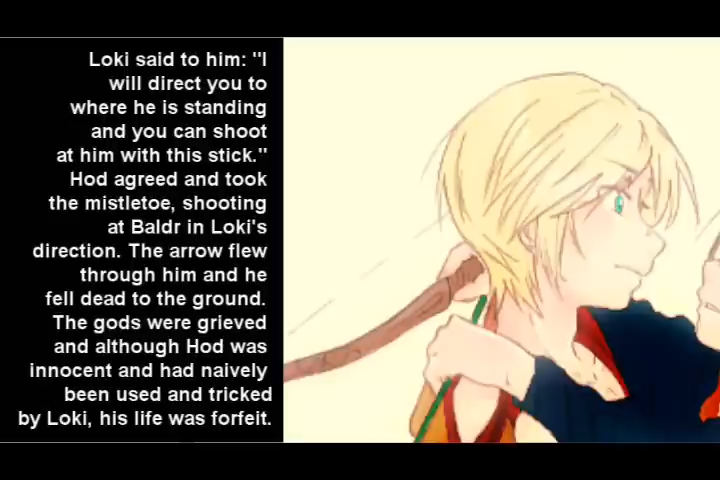 Loki said to him: "I
will direct you to
where he is standing
and you can shoot
at him with this stick."
Hod agreed and took
the mistletoe, shooting
at Baldr in Loki's
direction. The arrow flew
through him and he
fell dead to the ground.
The gods were grieved
and although Hod was
innocent and had naively
been used and tricked
by Loki, his life was forfeit.